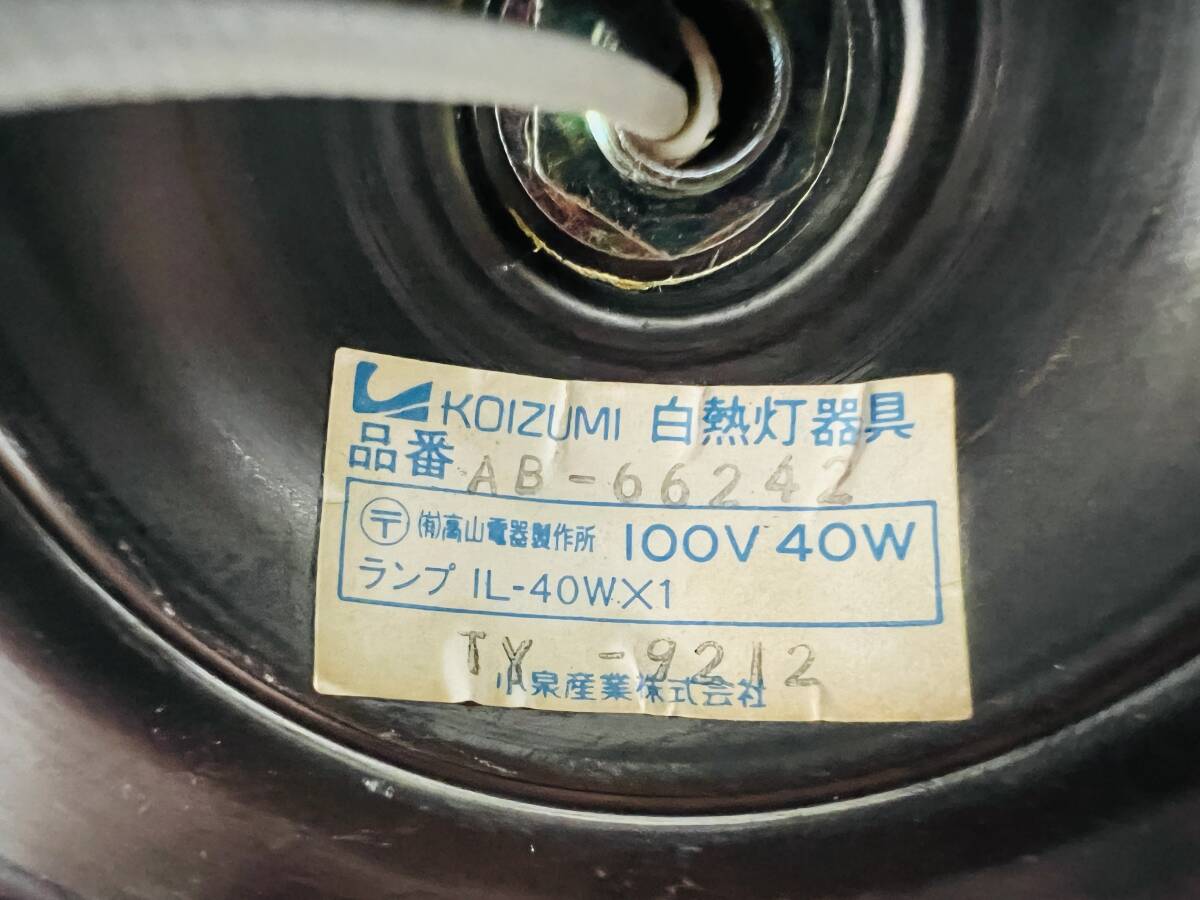 KOIZUMI 白熱灯器具
品番 AB-66242
〒 (有)高山電器製作所 100V 40W
ランプ IL-40W×1
TY-9212
小泉産業株式会社